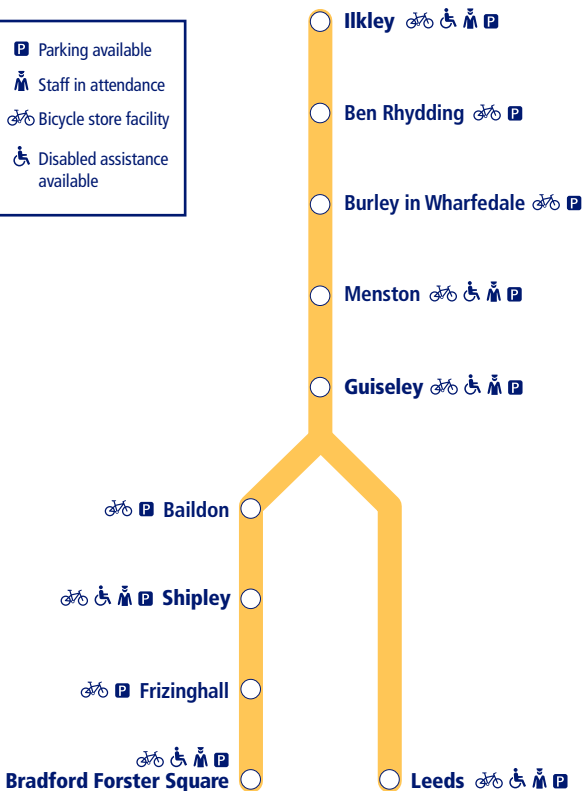 Ilkley
P Parking available
Staff in attendance
Bicycle store facility
Disabled assistance
available
Ben Rhydding P
Burley in Wharfedale P
Menston P
Guiseley P
P Baildon
P Shipley
P Frizinghall
P
Bradford Forster Square
Leeds P